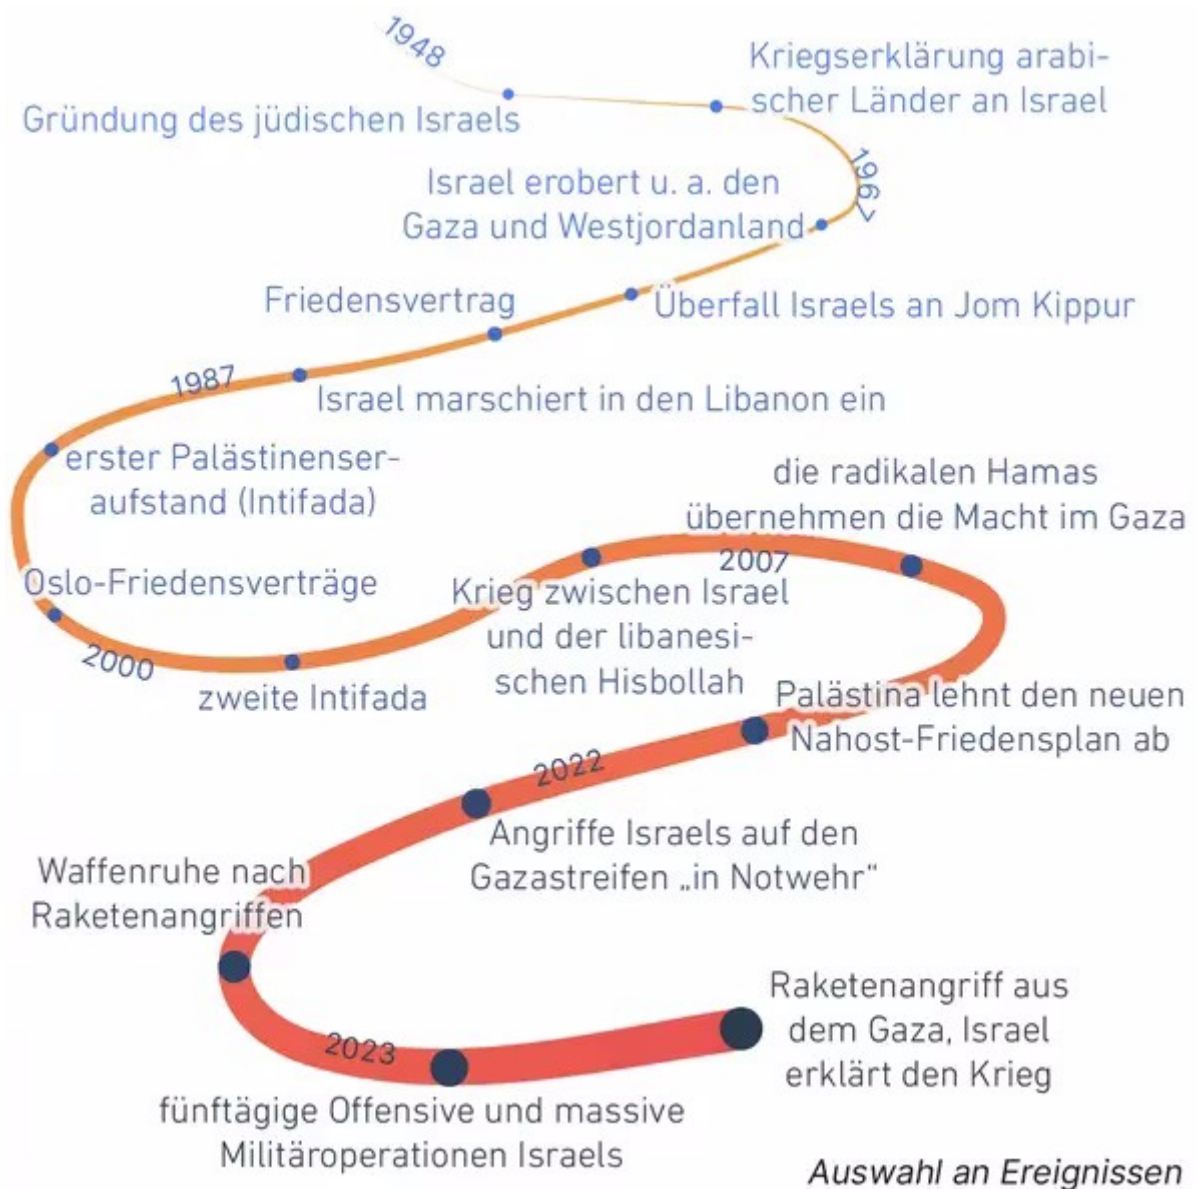 1948
Gründung des jüdischen Israels
Kriegserklärung arabi-
scher Länder an Israel
1967
Israel erobert u. a. den
Gaza und Westjordanland
Überfall Israels an Jom Kippur
Friedensvertrag
Israel marschiert in den Libanon ein
1987
erster Palästinenser-
aufstand (Intifada)
Oslo-Friedensverträge
2000
zweite Intifada
Krieg zwischen Israel
und der libanesi-
schen Hisbollah
2007
die radikalen Hamas
übernehmen die Macht im Gaza
Palästina lehnt den neuen
Nahost-Friedensplan ab
2022
Angriffe Israels auf den
Gazastreifen „in Notwehr“
Waffenruhe nach
Raketenangriffen
2023
fünftägige Offensive und massive
Militäroperationen Israels
Raketenangriff aus
dem Gaza, Israel
erklärt den Krieg
Auswahl an Ereignissen